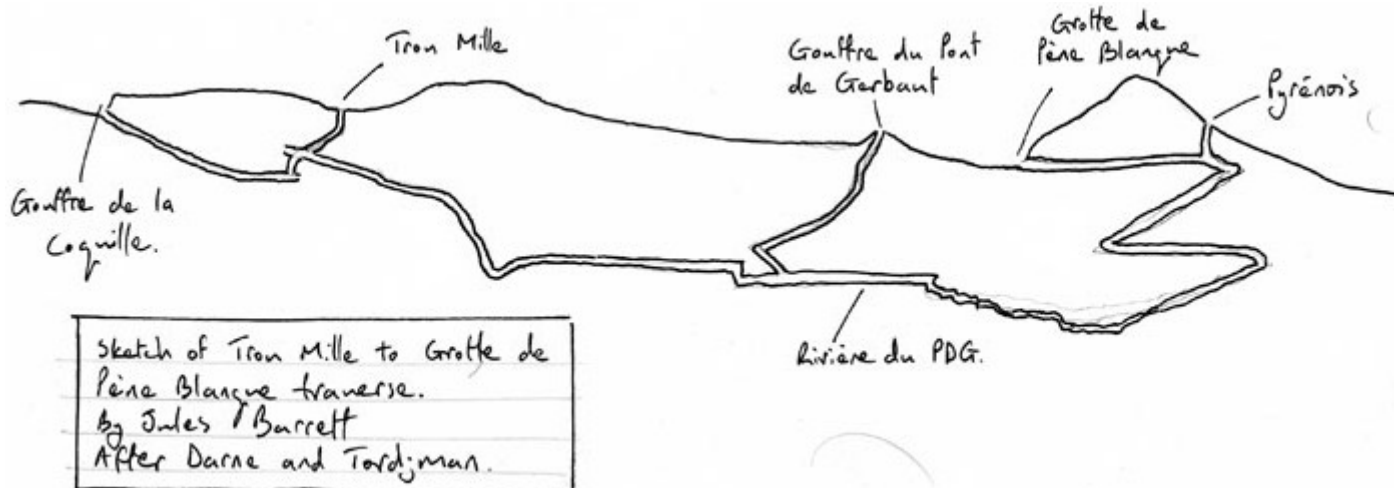 Tron Mille
Gouffre du Pont
de Gerbaut
Grotte de
Pène Blanque
Pyrénois
Gouffre de la
Coquille.
Rivière du PDG.
Sketch of Tron Mille to Grotte de
Pène Blanque traverse.
By Jules Barrett
After Darne and Tordjman.